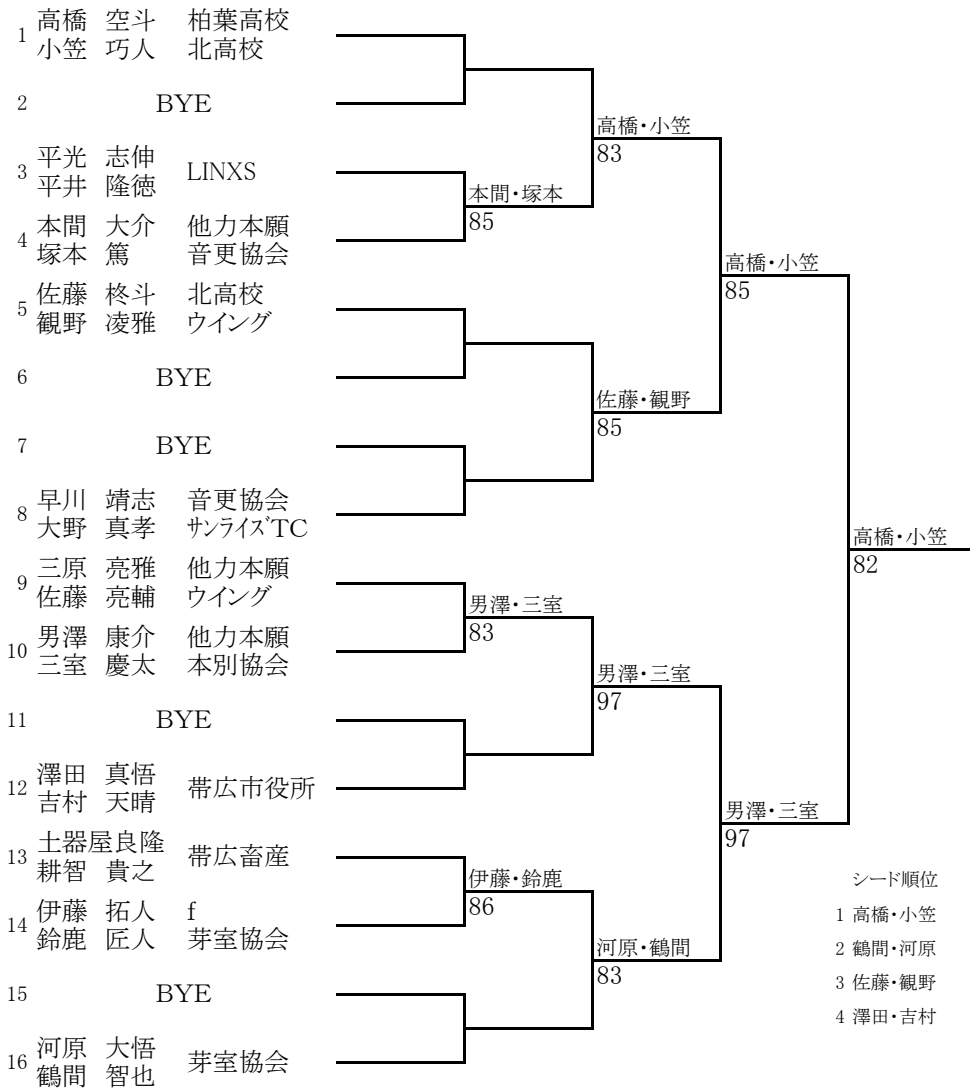 1 高橋 空斗 柏葉高校
小笠 巧人 北高校
2 BYE
3 平光 志伸 LINXS
平井 隆徳
4 本間 大介 他力本願
塚本 篤 音更協会
5 佐藤 柊斗 北高校
観野 凌雅 ウイング
6 BYE
7 BYE
8 早川 靖志 音更協会
大野 真孝 サンライズTC
9 三原 亮雅 他力本願
佐藤 亮輔 ウイング
10 男澤 康介 他力本願
三室 慶太 本別協会
11 BYE
12 澤田 真悟 帯広市役所
吉村 天晴
13 土器屋良隆 帯広畜産
耕智 貴之
14 伊藤 拓人 f
鈴鹿 匠人 芽室協会
15 BYE
16 河原 大悟 芽室協会
鶴間 智也
本間・塚本
85
男澤・三室
83
伊藤・鈴鹿
86
高橋・小笠
83
佐藤・観野
85
男澤・三室
97
河原・鶴間
83
高橋・小笠
85
男澤・三室
97
高橋・小笠
82
シード順位
1 高橋・小笠
2 鶴間・河原
3 佐藤・観野
4 澤田・吉村